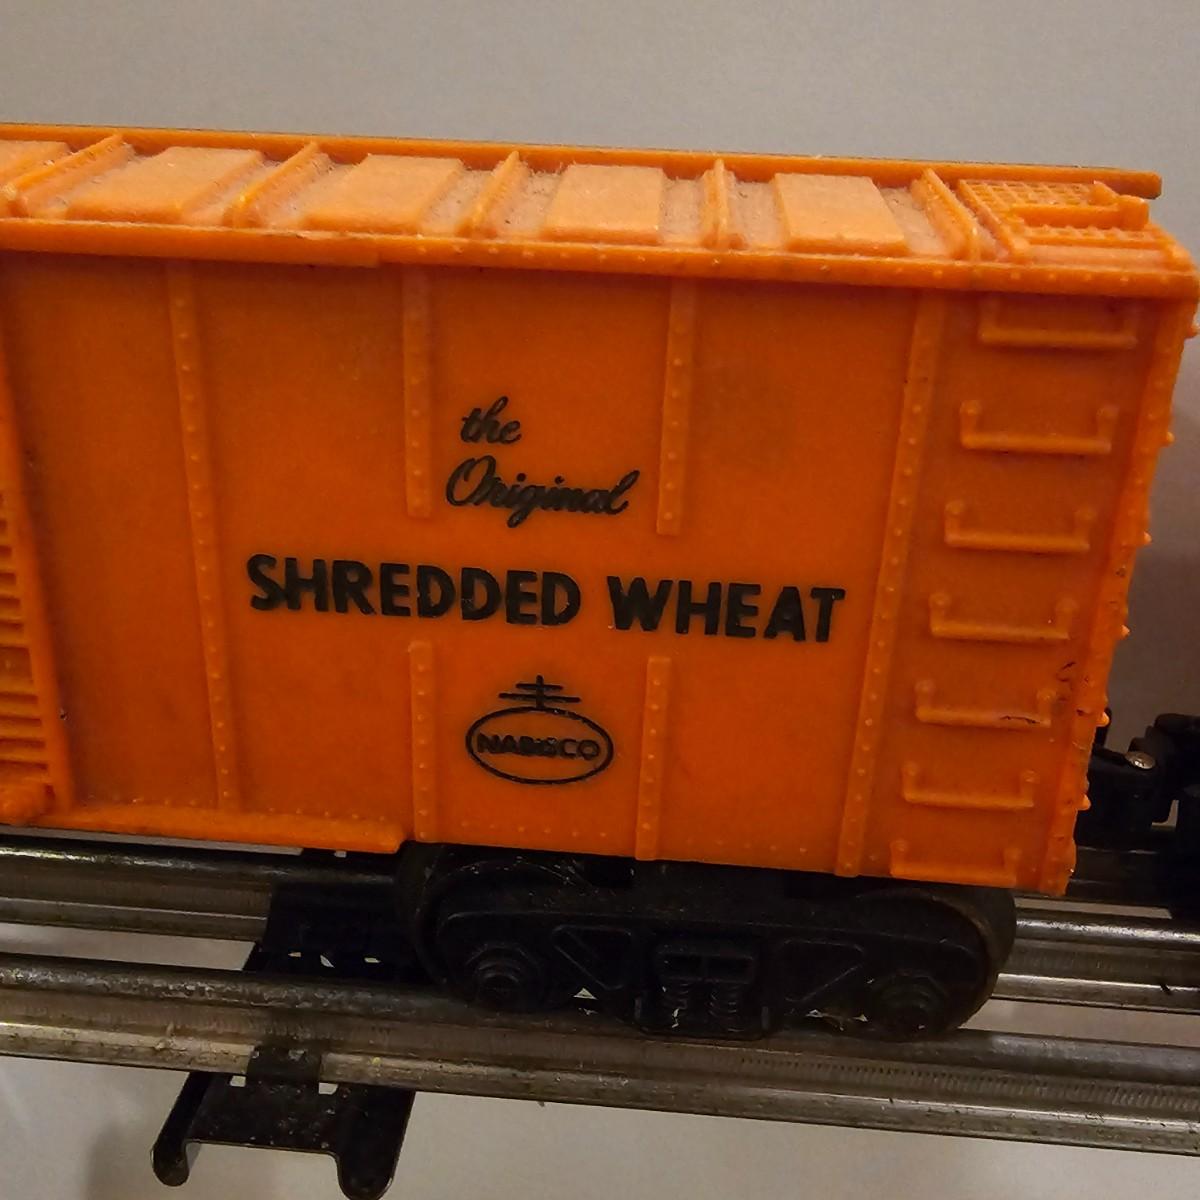 the
Original
SHREDDED WHEAT
NABISCO